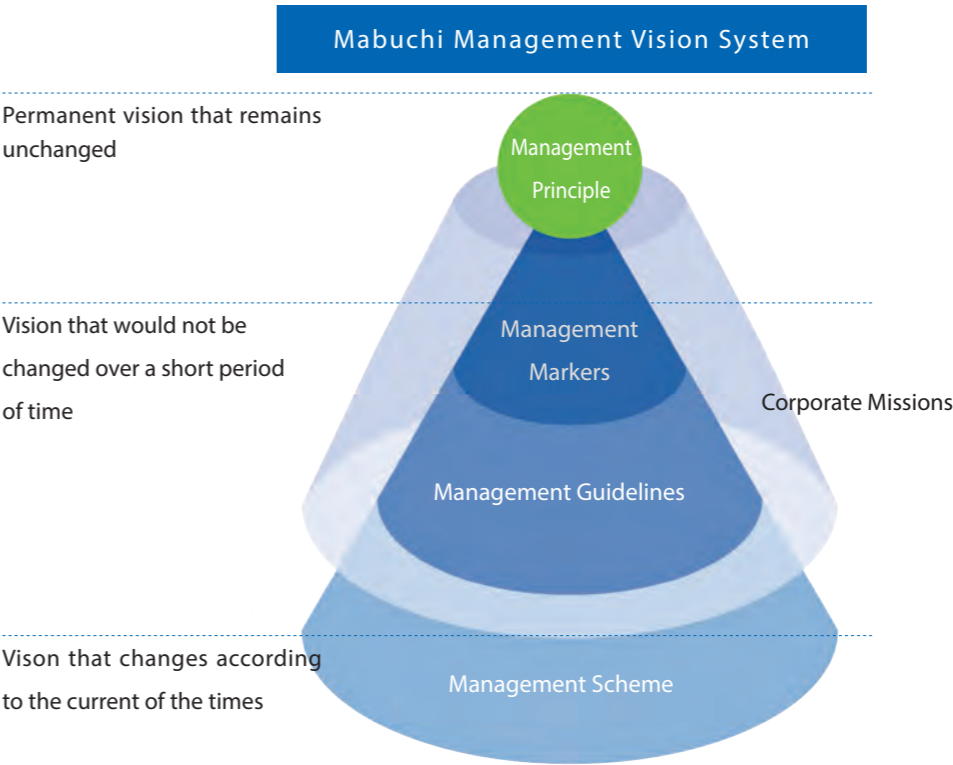 Mabuchi Management Vision System
Permanent vision that remains
unchanged
Management
Principle
Vision that would not be
changed over a short period
of time
Management
Markers
Corporate Missions
Management Guidelines
Vison that changes according
to the current of the times
Management Scheme